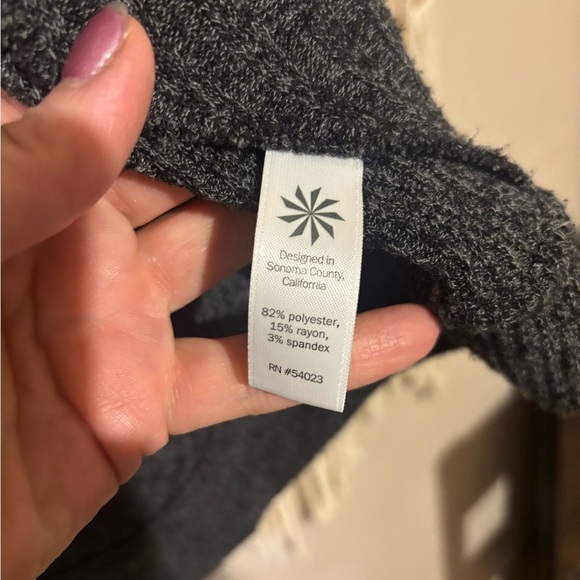 Designed in
Sonoma County,
California
82% polyester,
15% rayon,
3% spandex
RN #54023